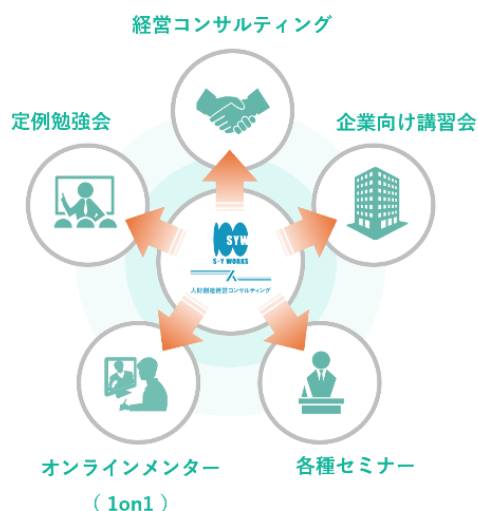 経営コンサルティング
定例勉強会
企業向け講習会
SYW
S-Y WORKS
人財創造経営コンサルティング
オンラインメンター
（ 1on1 ）
各種セミナー